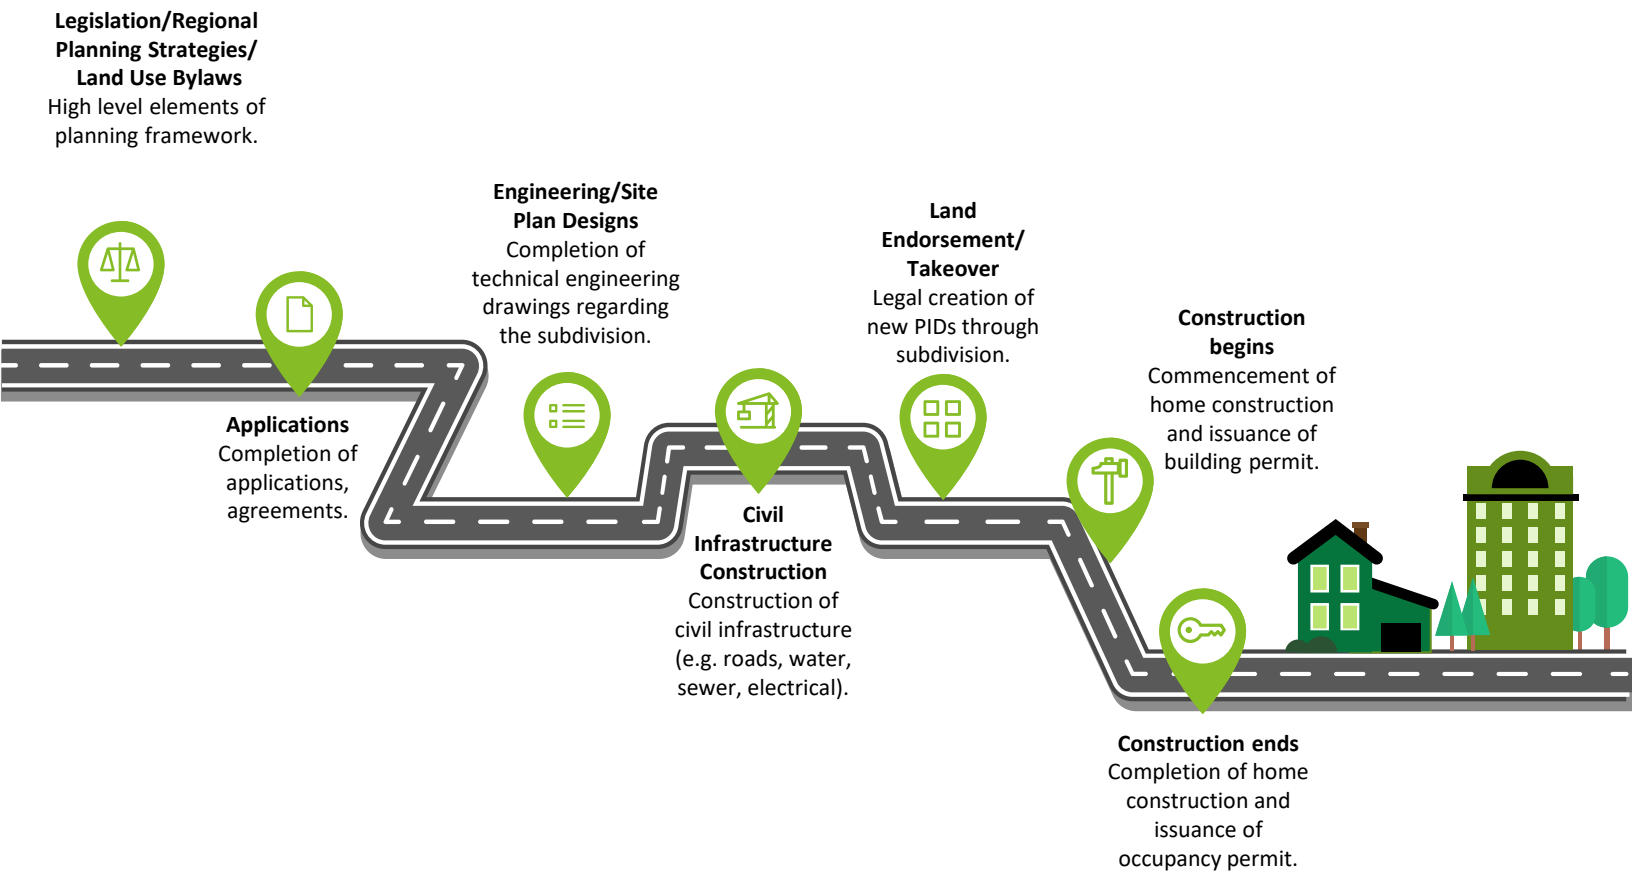 Legislation/Regional
Planning Strategies/
Land Use Bylaws
High level elements of
planning framework.
Applications
Completion of
applications,
agreements.
Engineering/Site
Plan Designs
Completion of
technical engineering
drawings regarding
the subdivision.
Civil
Infrastructure
Construction
Construction of
civil infrastructure
(e.g. roads, water,
sewer, electrical).
Land
Endorsement/
Takeover
Legal creation of
new PIDs through
subdivision.
Construction
begins
Commencement of
home construction
and issuance of
building permit.
Construction ends
Completion of home
construction and
issuance of
occupancy permit.